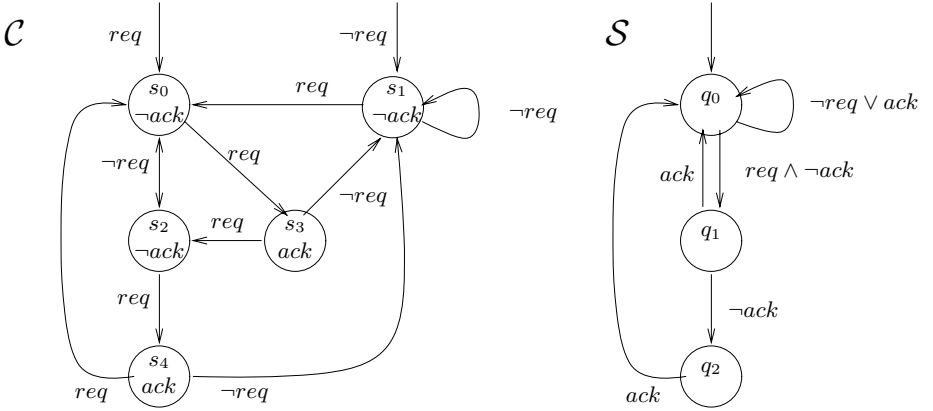 req
¬req
C
S
s0
¬ack
s1
¬ack
req
¬req
q0
¬req ∨ ack
¬req
req
¬req
ack
req ∧ ¬ack
s2
¬ack
req
s3
ack
q1
req
¬ack
s4
ack
req
¬req
q2
ack